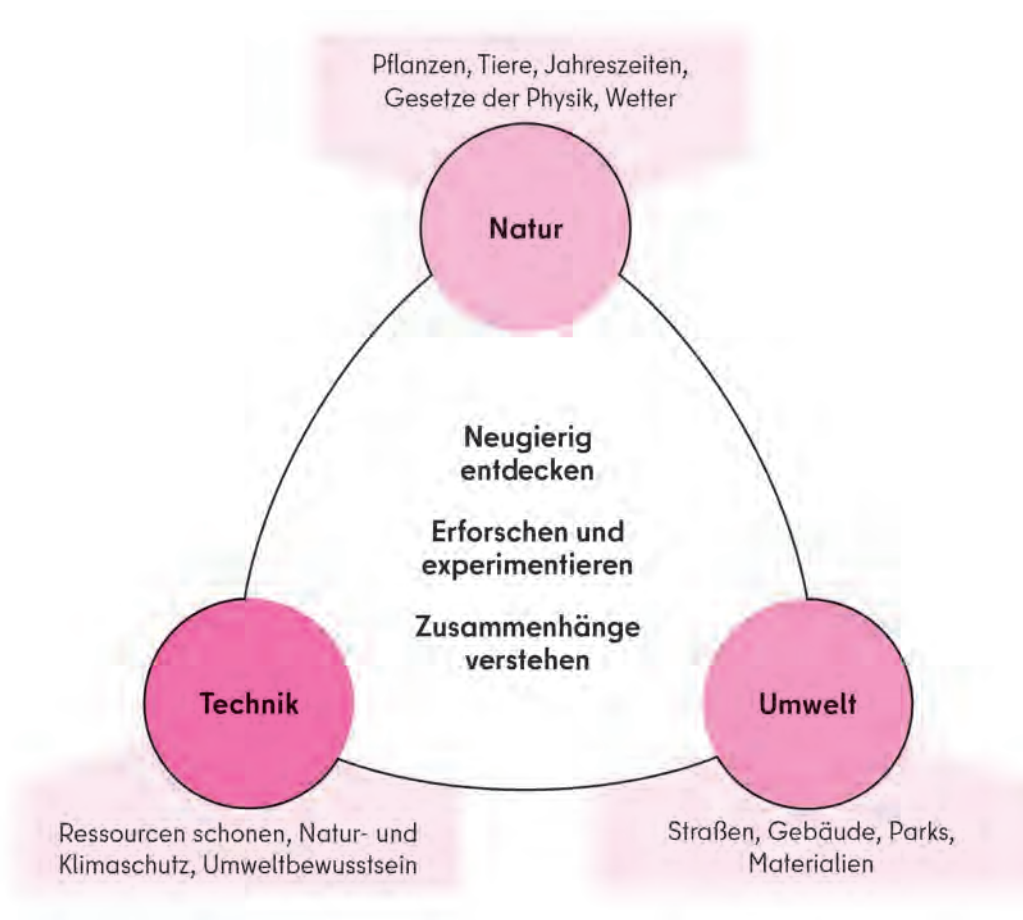 Pflanzen, Tiere, Jahreszeiten,
Gesetze der Physik, Wetter
Natur
Neugierig
entdecken
Erforschen und
experimentieren
Zusammenhänge
verstehen
Technik
Umwelt
Ressourcen schonen, Natur- und
Klimaschutz, Umweltbewusstsein
Straßen, Gebäude, Parks,
Materialien